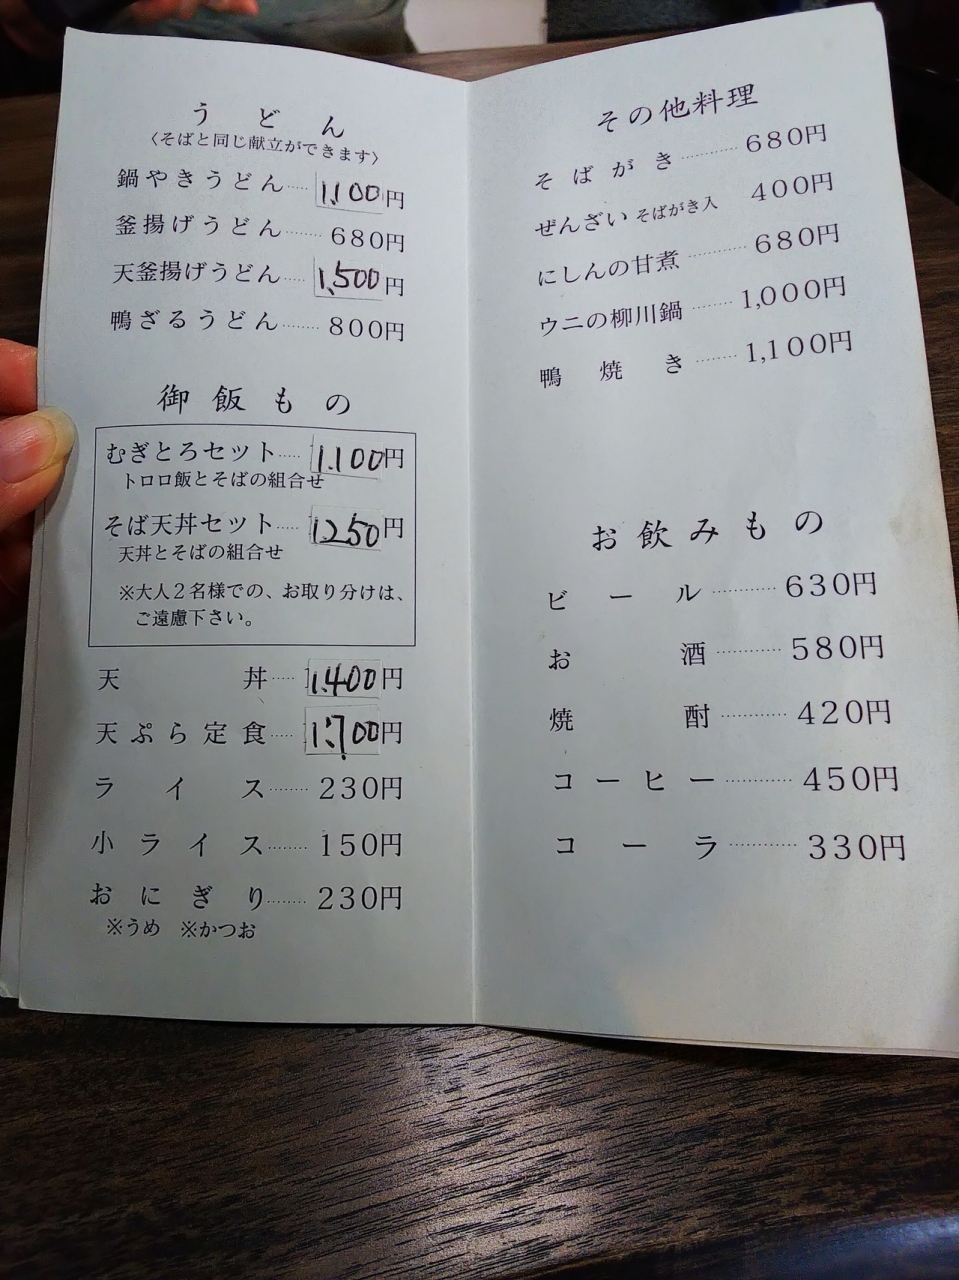 うどん
〈そばと同じ献立ができます〉
鍋やきうどん……1,100円
釜揚げうどん……680円
天釜揚げうどん……1,500円
鴨ざるうどん……800円
御飯もの
むぎとろセット……1,100円
トロロ飯とそばの組合せ
そば天丼セット……1,250円
天丼とそばの組合せ
※大人2名様での、お取り分けは、
ご遠慮下さい。
天丼……1,400円
天ぷら定食……1,700円
ライス……230円
小ライス……150円
おにぎり……230円
※うめ ※かつお
その他料理
そばがき……680円
ぜんざい そばがき入 400円
にしんの甘煮……680円
ウニの柳川鍋……1,000円
鴨焼き……1,100円
お飲みもの
ビール……630円
お酒……580円
焼酎……420円
コーヒー……450円
コーラ……330円